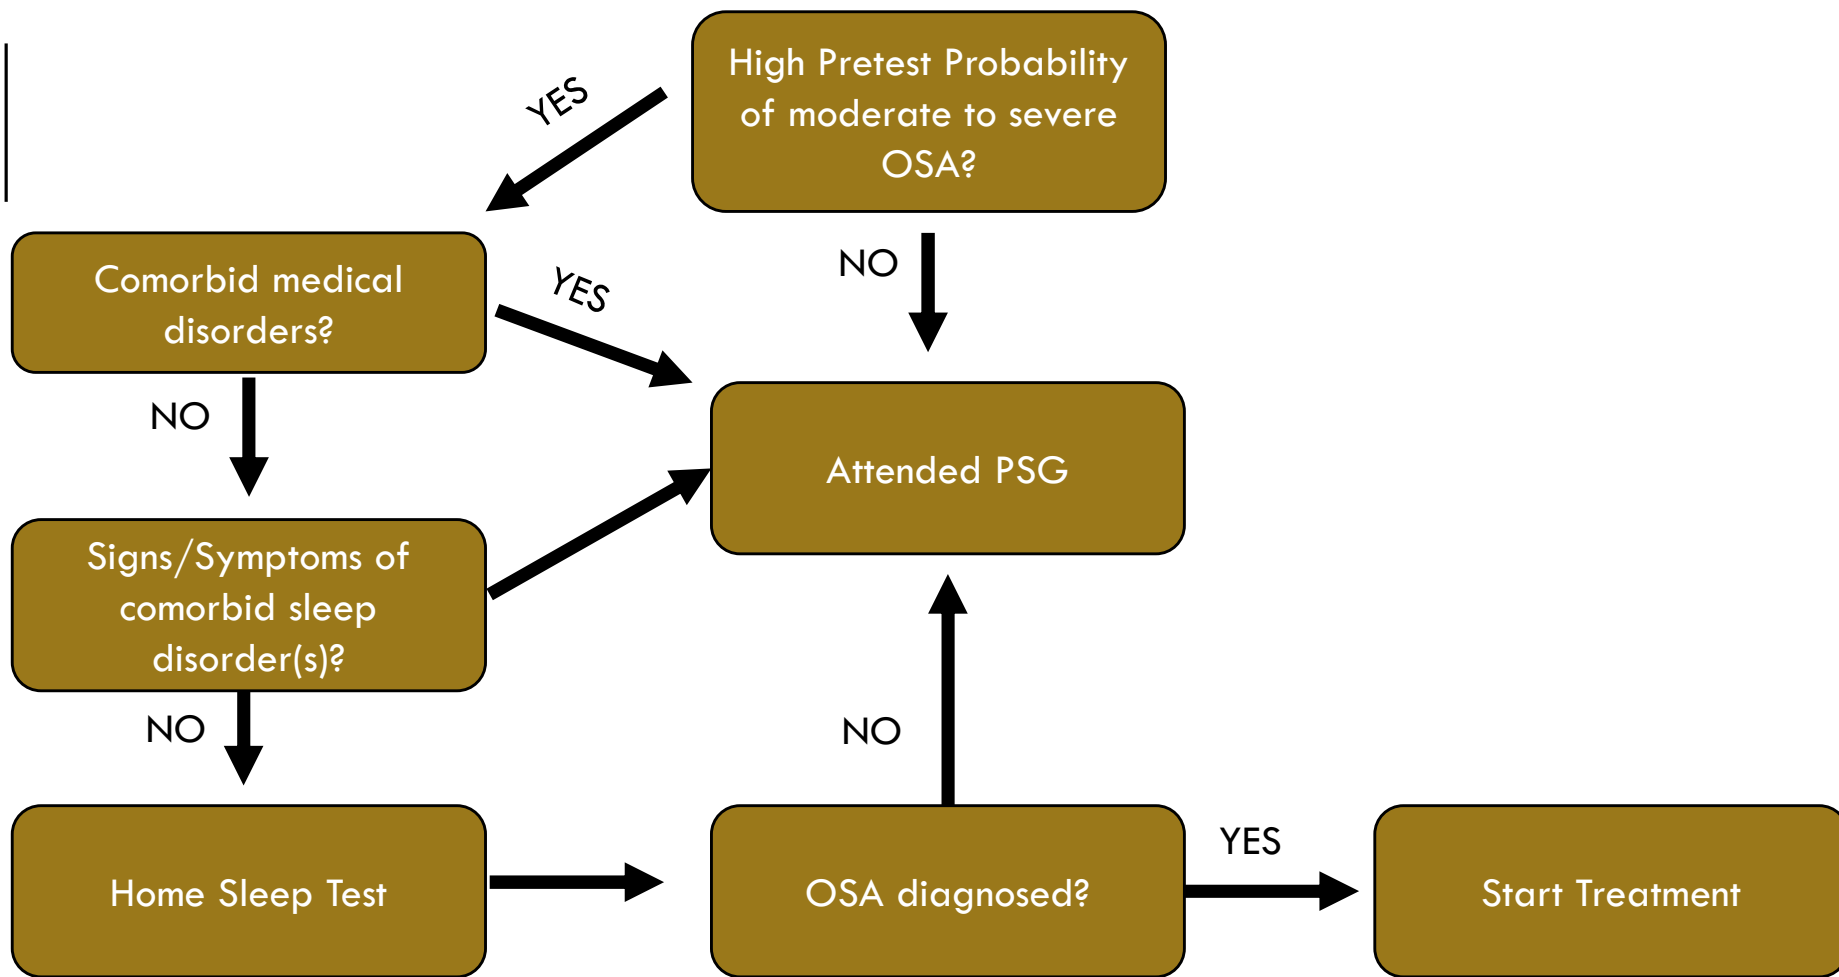 High Pretest Probability
of moderate to severe
OSA?
YES
NO
Comorbid medical
disorders?
YES
NO
Attended PSG
Signs/Symptoms of
comorbid sleep
disorder(s)?
NO
NO
Home Sleep Test
OSA diagnosed?
YES
Start Treatment